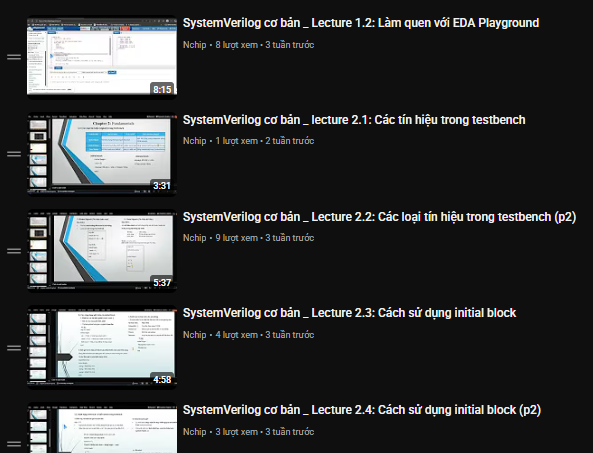 SystemVerilog cơ bản _ Lecture 1.2: Làm quen với EDA Playground
Nchip • 8 lượt xem • 3 tuần trước
8:15
SystemVerilog cơ bản _ lecture 2.1: Các tín hiệu trong testbench
Nchip • 1 lượt xem • 2 tuần trước
Chapter 2: Fundamentals
3:31
SystemVerilog cơ bản _ Lecture 2.2: Các loại tín hiệu trong testbench (p2)
Nchip • 9 lượt xem • 3 tuần trước
5:37
SystemVerilog cơ bản _ Lecture 2.3: Cách sử dụng initial block
Nchip • 4 lượt xem • 3 tuần trước
4:58
SystemVerilog cơ bản _ Lecture 2.4: Cách sử dụng initial block (p2)
Nchip • 3 lượt xem • 3 tuần trước